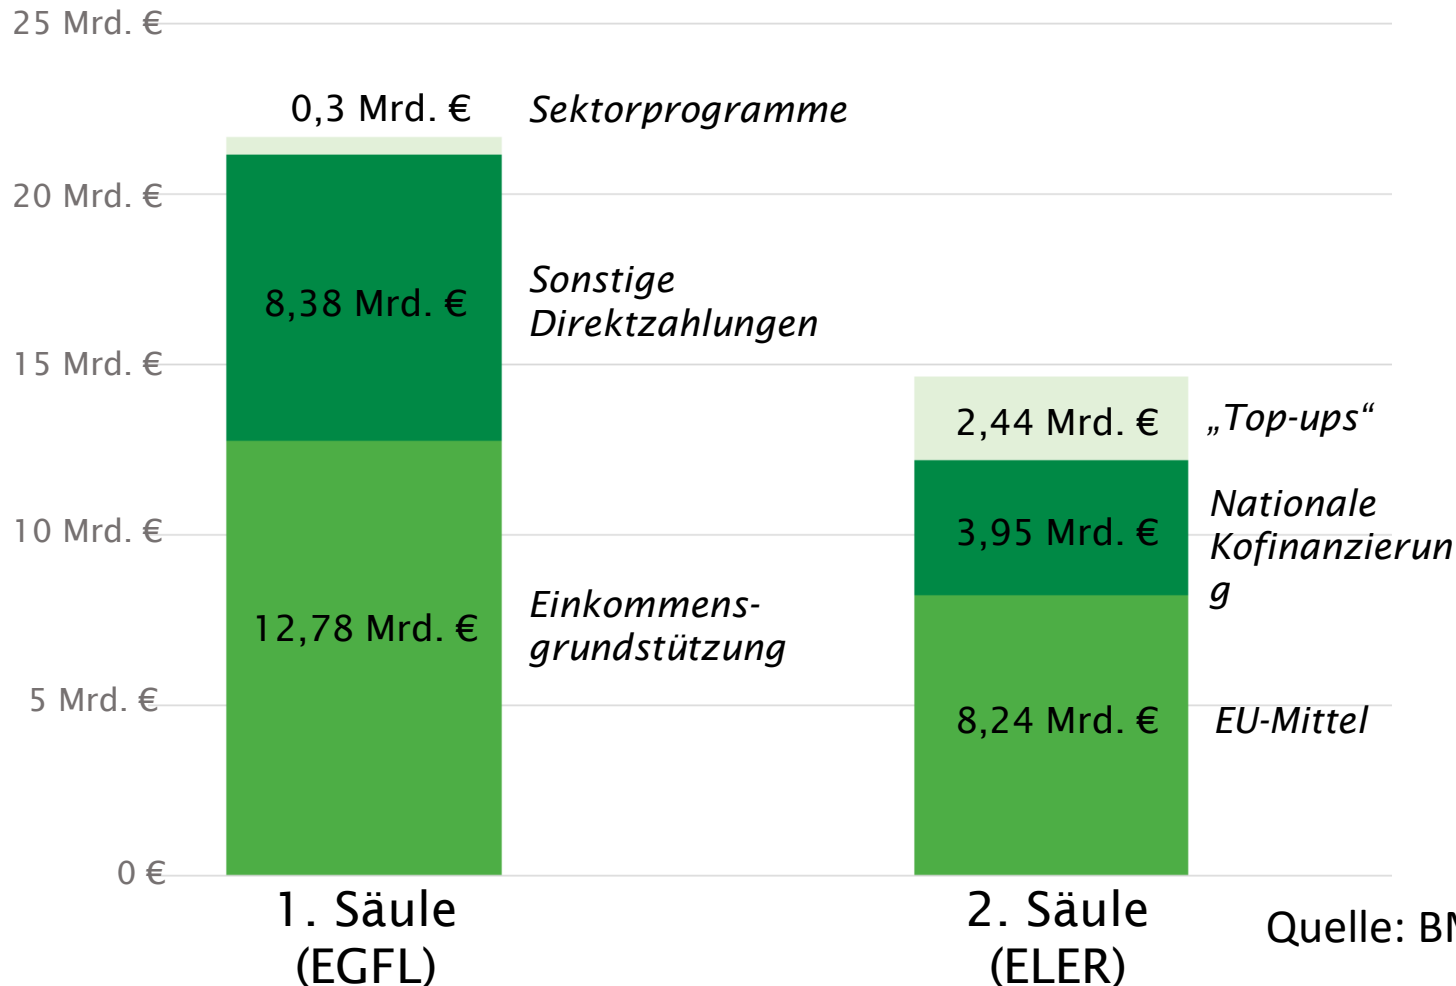 25 Mrd. €
0,3 Mrd. €
Sektorprogramme
20 Mrd. €
8,38 Mrd. €
Sonstige
Direktzahlungen
15 Mrd. €
2,44 Mrd. €
„Top-ups“
10 Mrd. €
3,95 Mrd. €
Nationale
Kofinanzierun
g
12,78 Mrd. €
Einkommens-
grundstützung
5 Mrd. €
8,24 Mrd. €
EU-Mittel
0 €
1. Säule
(EGFL)
2. Säule
(ELER)
Quelle: